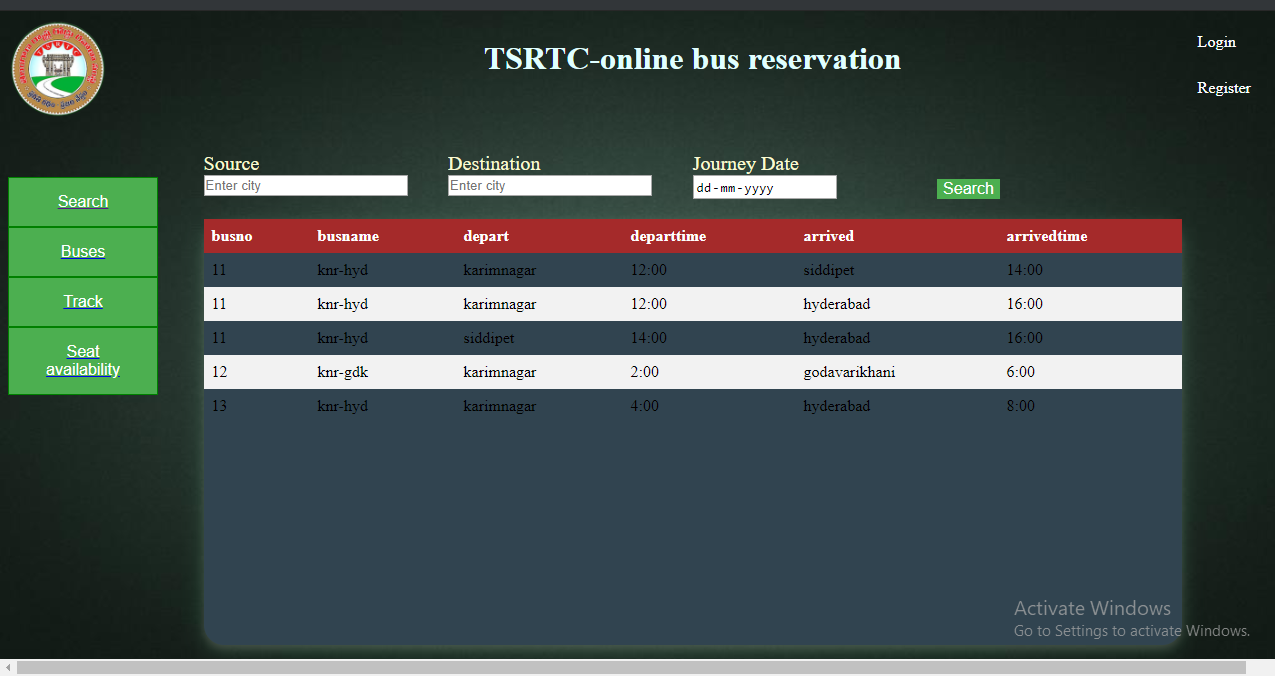 TSRTC-online bus reservation
Login
Register
Source Destination Journey Date
Enter city Enter city dd-mm-yyyy Search
Search
Buses
Track
Seat
availability
busno busname depart departtime arrived arrivedtime
11 knr-hyd karimnagar 12:00 siddipet 14:00
11 knr-hyd karimnagar 12:00 hyderabad 16:00
11 knr-hyd siddipet 14:00 hyderabad 16:00
12 knr-gdk karimnagar 2:00 godavarikhani 6:00
13 knr-hyd karimnagar 4:00 hyderabad 8:00
Activate Windows
Go to Settings to activate Windows.